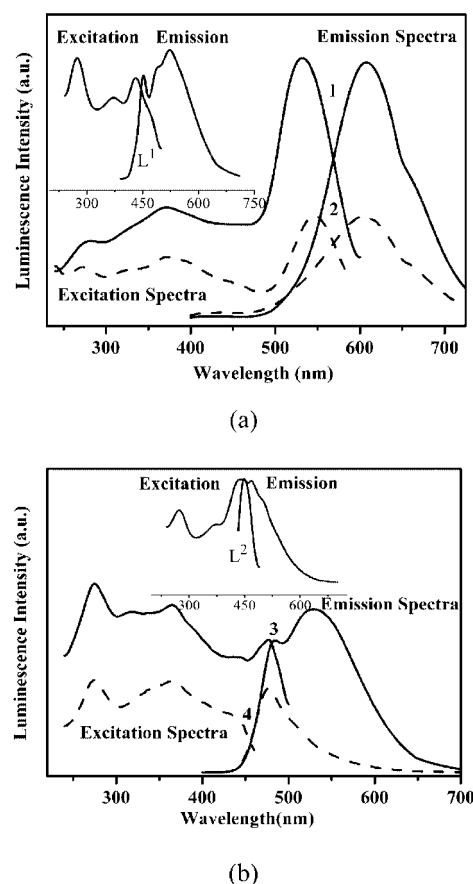 Excitation Emission
Emission Spectra
1
L1
2
300 450 600 750
Excitation Spectra
Luminescence Intensity (a.u.)
300 400 500 600 700
Wavelength (nm)
(a)
Excitation Emission
L2
300 450 600
Emission Spectra
3
4
Excitation Spectra
Luminescence Intensity (a.u.)
300 400 500 600 700
Wavelength(nm)
(b)